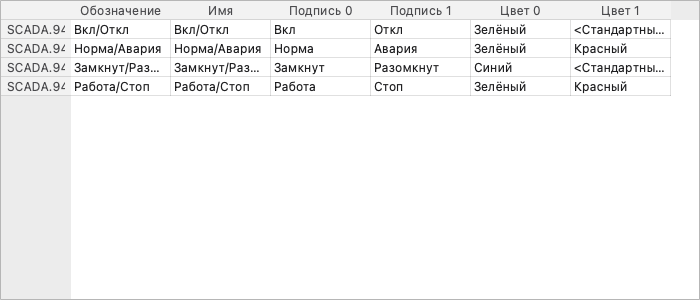 Обозначение Имя Подпись 0 Подпись 1 Цвет 0 Цвет 1
SCADA.94 Вкл/Откл Вкл/Откл Вкл Откл Зелёный <Стандартны...
SCADA.94 Норма/Авария Норма/Авария Норма Авария Зелёный Красный
SCADA.94 Замкнут/Раз... Замкнут/Раз... Замкнут Разомкнут Синий <Стандартны...
SCADA.94 Работа/Стоп Работа/Стоп Работа Стоп Зелёный Красный